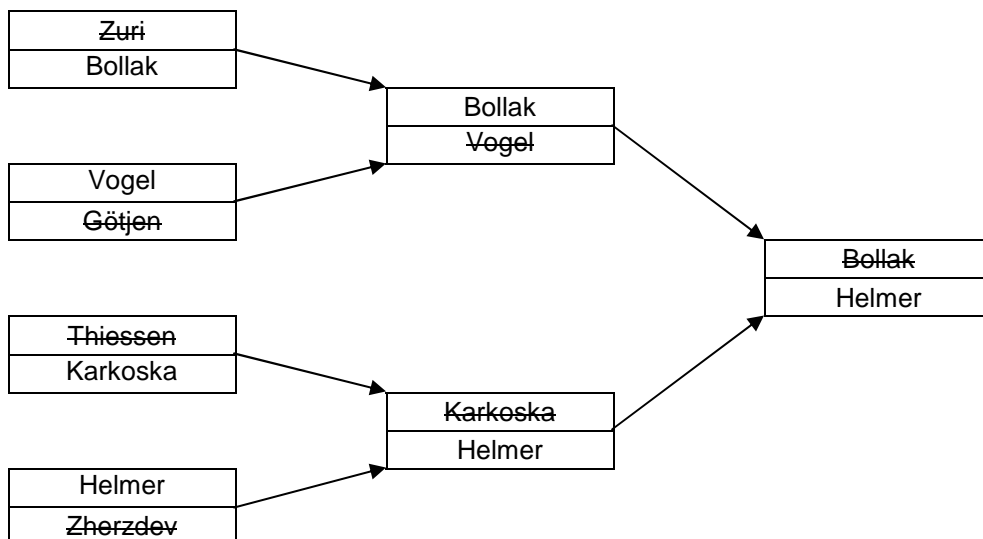 Zuri
Bollak
Vogel
Götjen
Thiessen
Karkoska
Helmer
Zherzdev
Bollak
Vogel
Karkoska
Helmer
Bollak
Helmer